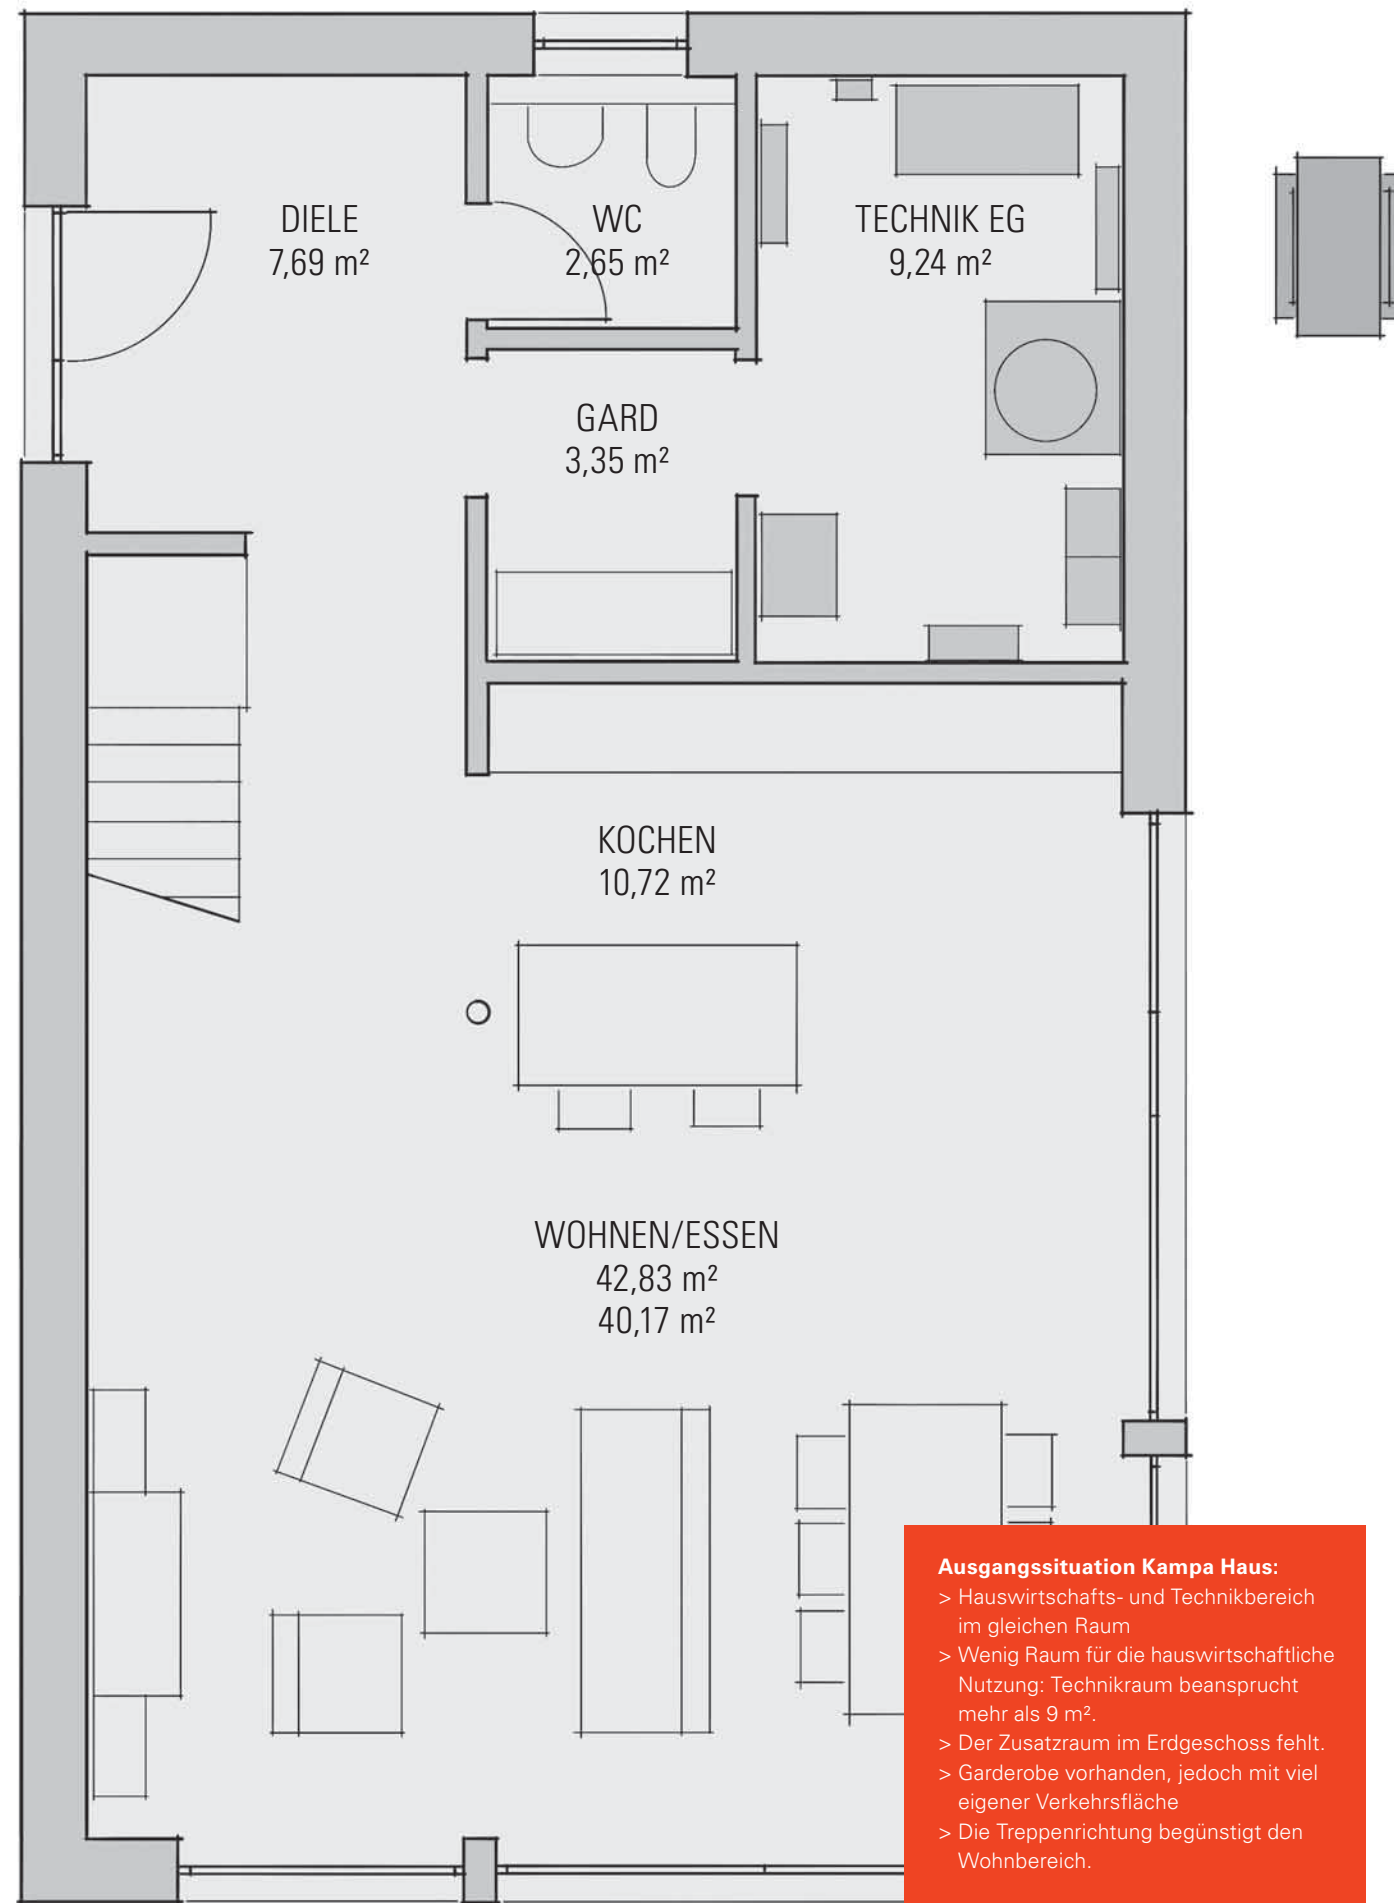 DIELE
7,69 m²
WC
2,65 m²
TECHNIK EG
9,24 m²
GARD
3,35 m²
KOCHEN
10,72 m²
WOHNEN/ESSEN
42,83 m²
40,17 m²
Ausgangssituation Kampa Haus:
> Hauswirtschafts- und Technikbereich
im gleichen Raum
> Wenig Raum für die hauswirtschaftliche
Nutzung: Technikraum beansprucht
mehr als 9 m².
> Der Zusatzraum im Erdgeschoss fehlt.
> Garderobe vorhanden, jedoch mit viel
eigener Verkehrsfläche
> Die Treppenrichtung begünstigt den
Wohnbereich.